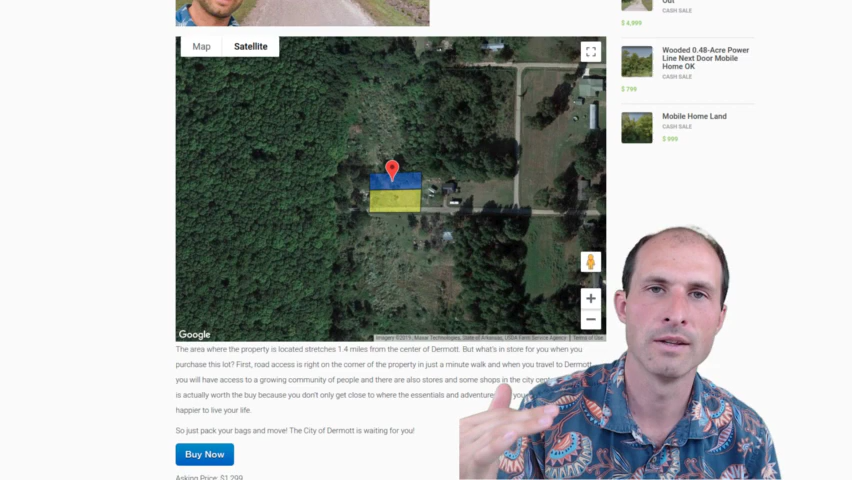 Out
CASH SALE
$ 4,999
Map
Satellite
Wooded 0.48-Acre Power
Line Next Door Mobile
Home OK
CASH SALE
$ 799
Mobile Home Land
CASH SALE
$ 999
Google
Imagery ©2019, Maxar Technologies, State of Arkansas, USDA Farm Service Agency
Terms of Use
The area where the property is located stretches 1.4 miles from the center of Dermott. But what's in store for you when you
purchase this lot? First, road access is right on the corner of the property in just a minute walk and when you travel to Dermott,
you will have access to a growing community of people and there are also stores and some shops in the city
is actually worth the buy because you don't only get close to where the essentials and adventure
happier to live your life.
So just pack your bags and move! The City of Dermott is waiting for you!
Buy Now
Asking Price: $1,299